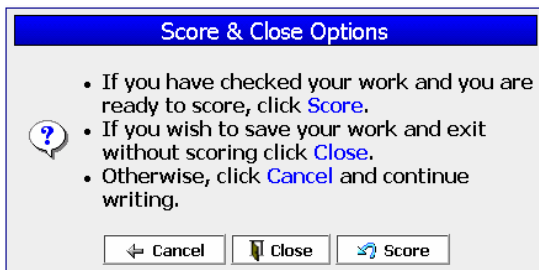 Score & Close Options
• If you have checked your work and you are
ready to score, click Score.
• If you wish to save your work and exit
without scoring click Close.
• Otherwise, click Cancel and continue
writing.
Cancel Close Score